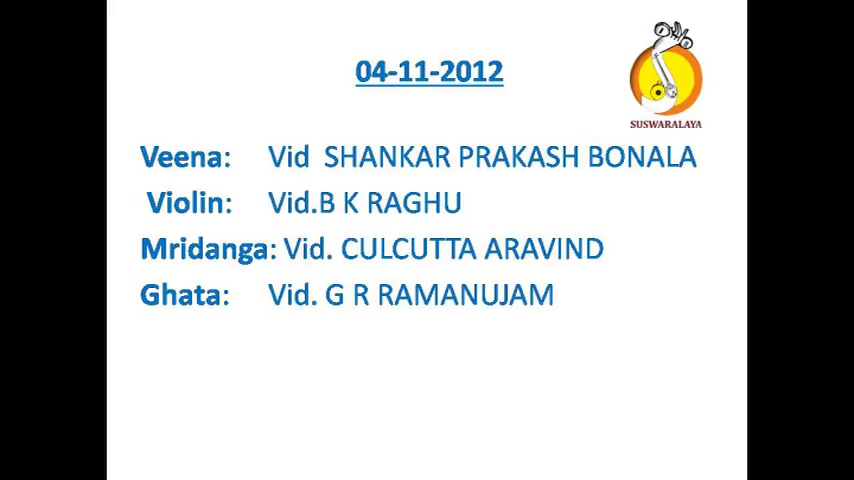 04-11-2012
SUSWARALAYA
Veena: Vid SHANKAR PRAKASH BONALA
Violin: Vid.B K RAGHU
Mridanga: Vid. CULCUTTA ARAVIND
Ghata: Vid. G R RAMANUJAM